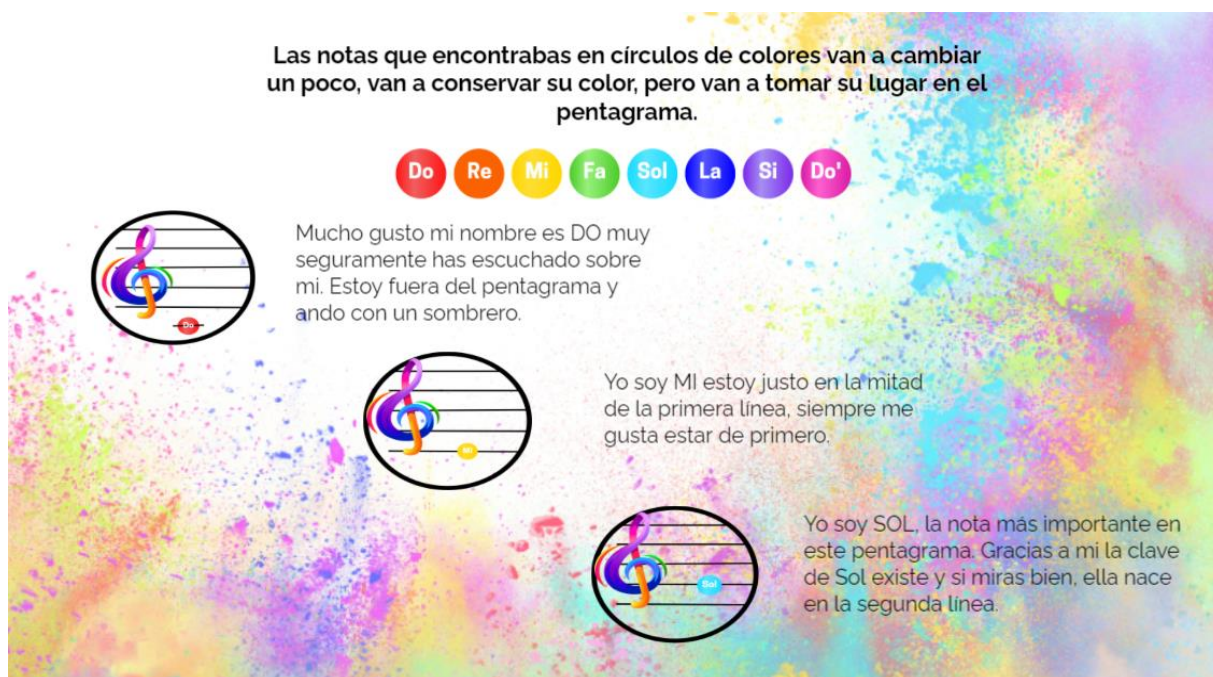 Las notas que encontrabas en círculos de colores van a cambiar
un poco, van a conservar su color, pero van a tomar su lugar en el
pentagrama.
Do Re Mi Fa Sol La Si Do'
Mucho gusto mi nombre es DO muy
seguramente has escuchado sobre
mi. Estoy fuera del pentagrama y
ando con un sombrero.
Do
Yo soy MI estoy justo en la mitad
de la primera línea, siempre me
gusta estar de primero.
Mi
Yo soy SOL, la nota más importante en
este pentagrama. Gracias a mi la clave
de Sol existe y si miras bien, ella nace
en la segunda línea.
Sol